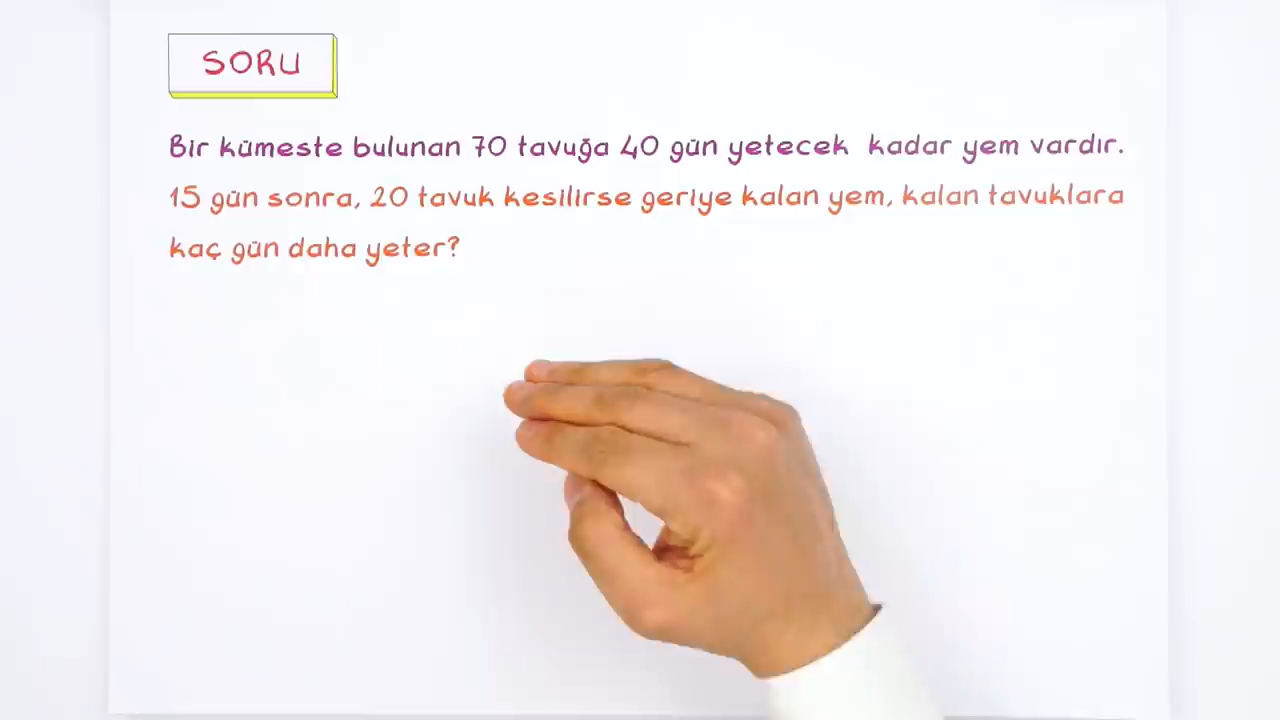 SORU
Bir kümeste bulunan 70 tavuğa 40 gün yetecek kadar yem vardır.
15 gün sonra, 20 tavuk kesilirse geriye kalan yem, kalan tavuklara
kaç gün daha yeter?